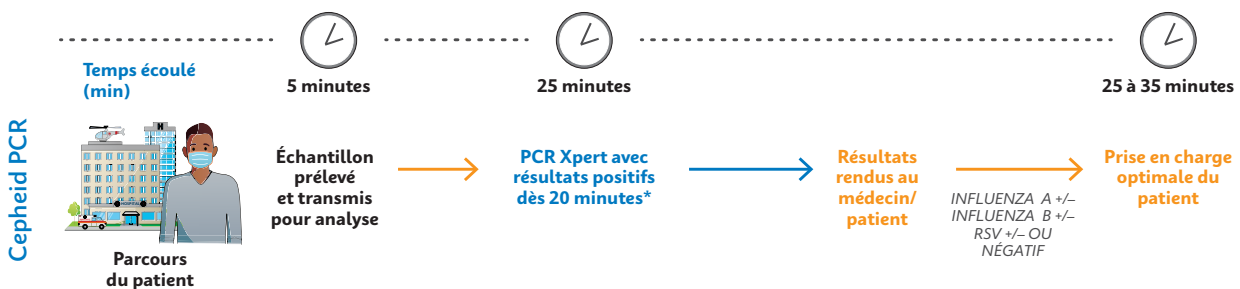 Cepheid PCR
Temps écoulé
(min)
5 minutes
25 minutes
25 à 35 minutes
H
HOSPITAL
Parcours
du patient
Échantillon
prélevé
et transmis
pour analyse
PCR Xpert avec
résultats positifs
dès 20 minutes*
Résultats
rendus au
médecin/
patient
INFLUENZA A +/–
INFLUENZA B +/–
RSV +/– OU
NÉGATIF
Prise en charge
optimale du
patient